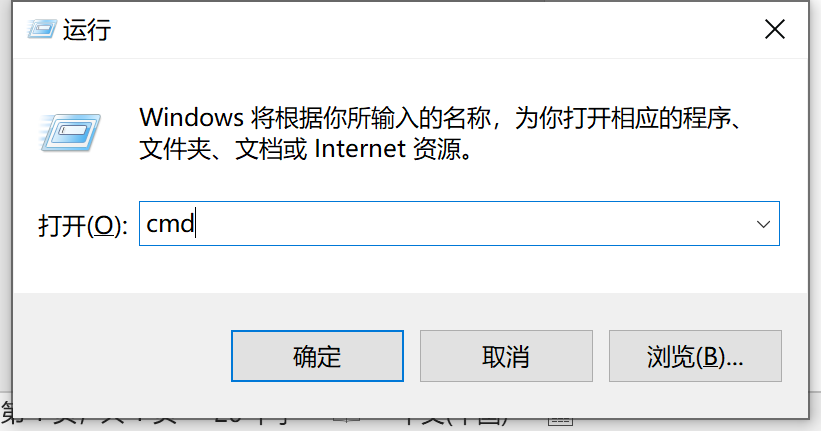 运行
Windows 将根据你所输入的名称，为你打开相应的程序、
文件夹、文档或 Internet 资源。
打开(O):
cmd
确定
取消
浏览(B)...